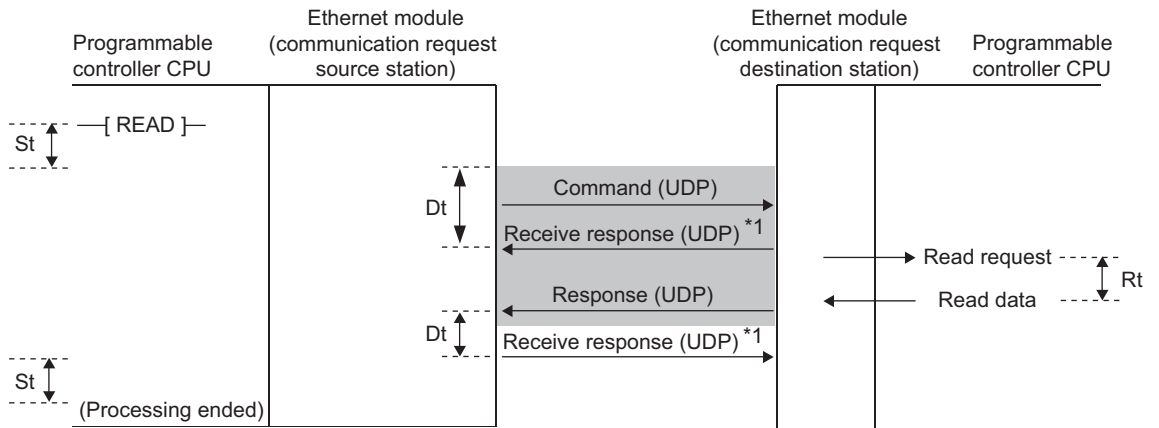 Programmable
controller CPU
Ethernet module
(communication request
source station)
Ethernet module
(communication request
destination station)
Programmable
controller CPU
[ READ ]
St
Command (UDP)
Dt
Receive response (UDP) *1
Read request
Rt
Response (UDP)
Read data
Dt
Receive response (UDP) *1
St
(Processing ended)